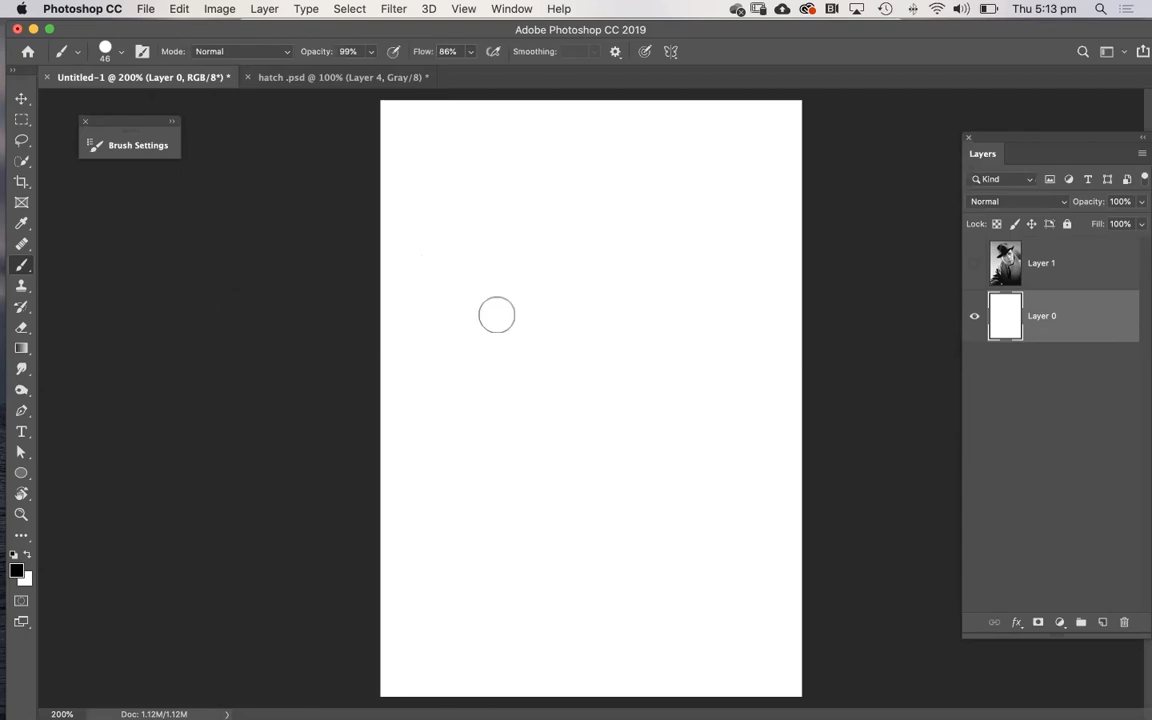 Photoshop CC File Edit Image Layer Type Select Filter 3D View Window Help Thu 5:13 pm
Adobe Photoshop CC 2019
46 Mode: Normal Opacity: 99% Flow: 86% Smoothing:
Untitled-1 @ 200% (Layer 0, RGB/8*) * hatch .psd @ 100% (Layer 4, Gray/8) *
Brush Settings
Layers
Kind
Normal Opacity: 100%
Lock: Fill: 100%
Layer 1
Layer 0
fx
200% Doc: 1.12M/1.12M